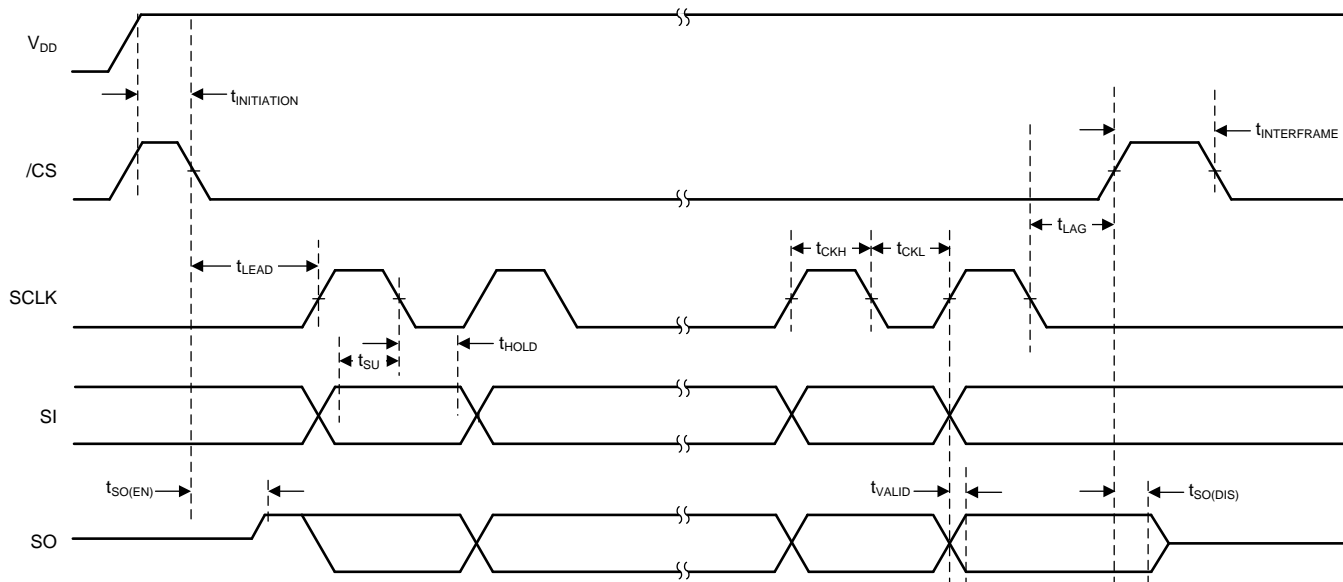 VDD
tINITIATION
/CS
tINTERFRAME
tLAG
tLEAD
tCKH
tCKL
SCLK
tSU
tHOLD
SI
tSO(EN)
tVALID
tSO(DIS)
SO